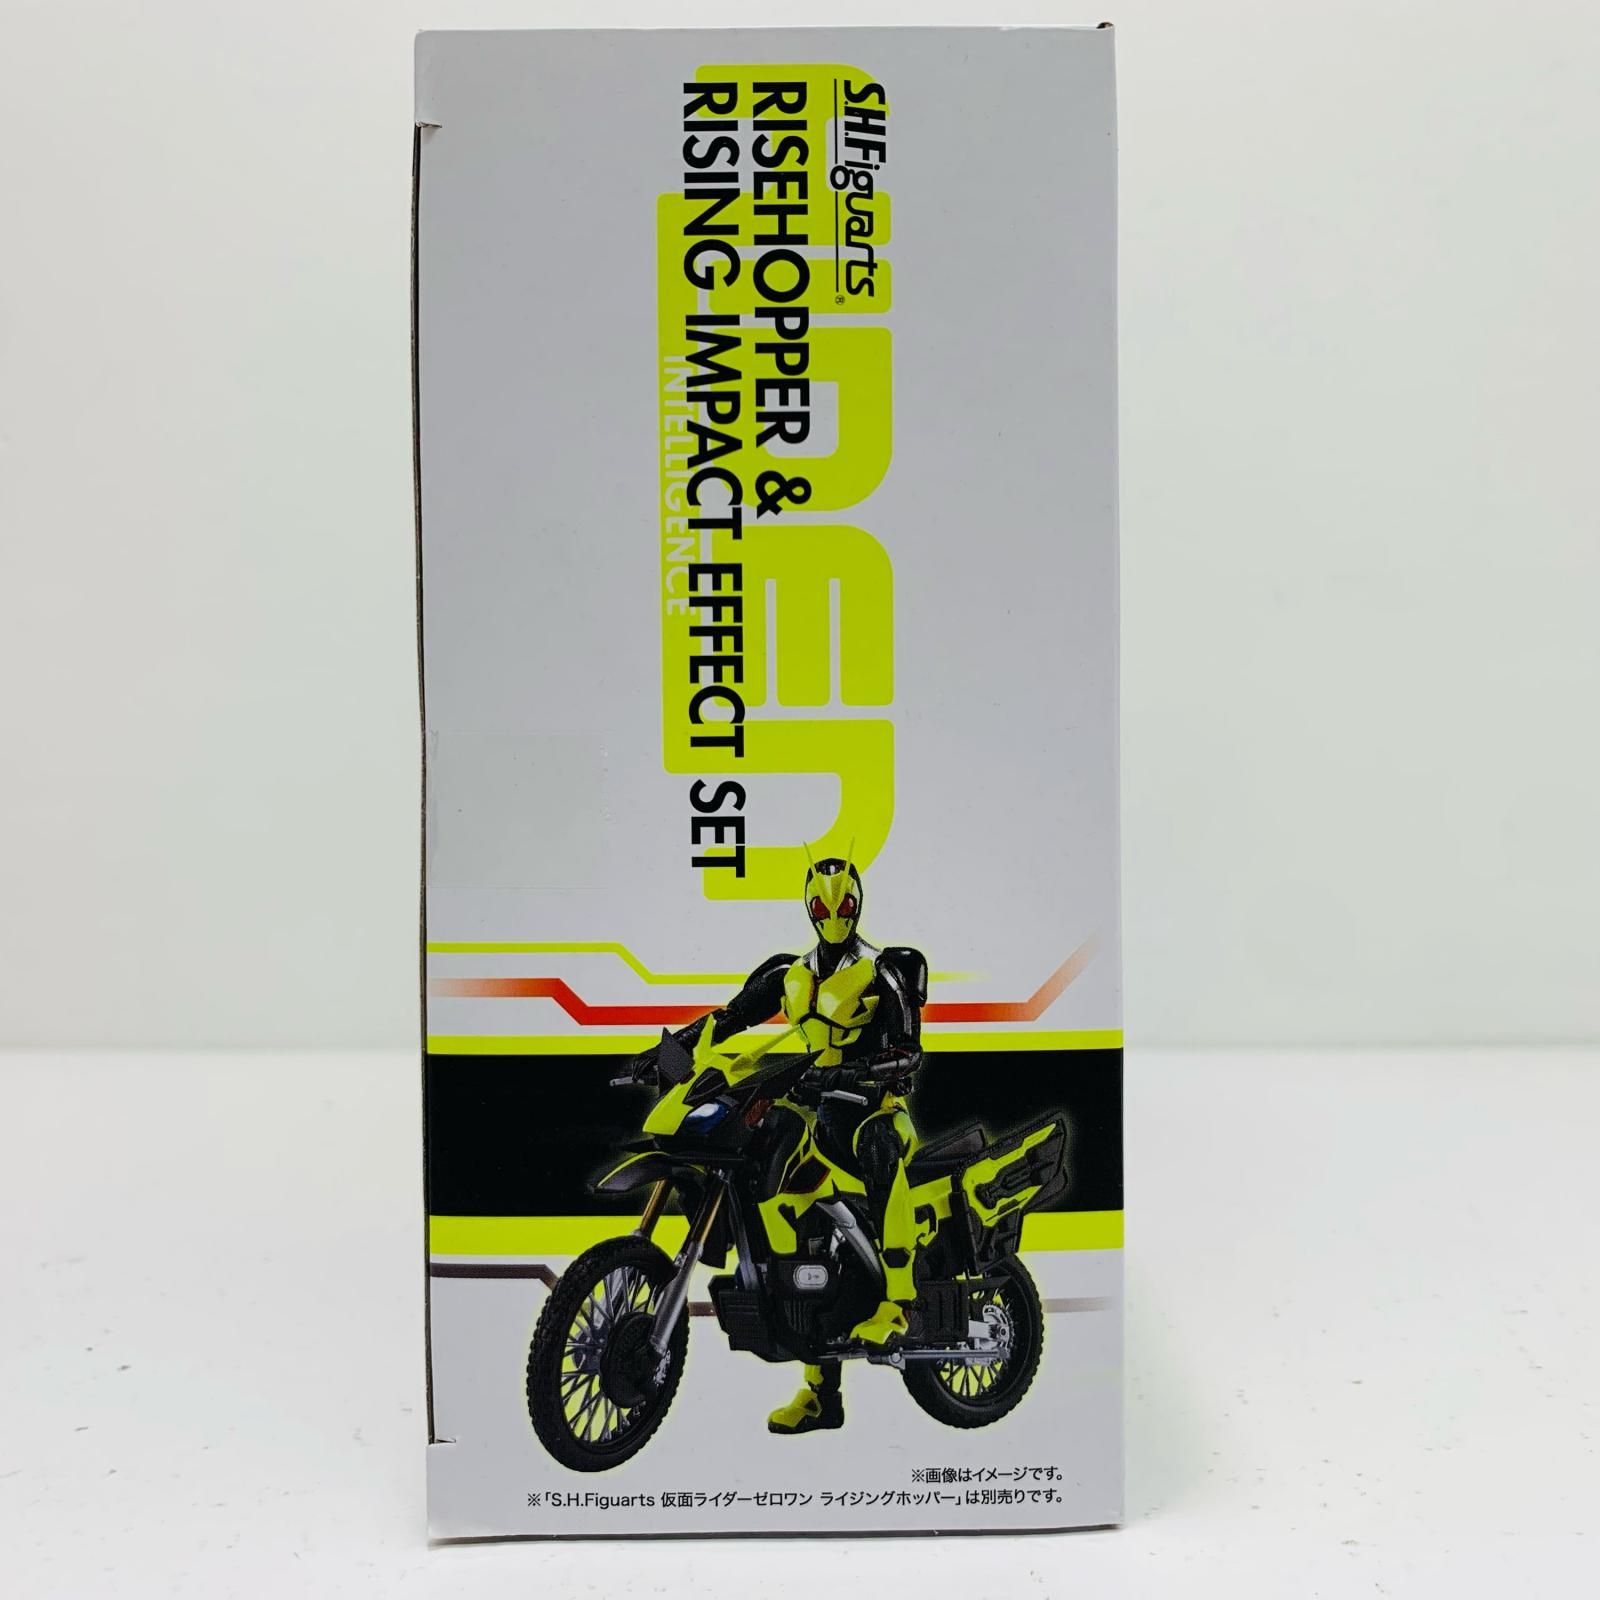 S.H.Figuarts®
RISEHOPPER &
RISING IMPACT EFFECT SET
HIDEN
INTELLIGENCE
※画像はイメージです。
※「S.H.Figuarts 仮面ライダーゼロワン ライジングホッパー」は別売りです。